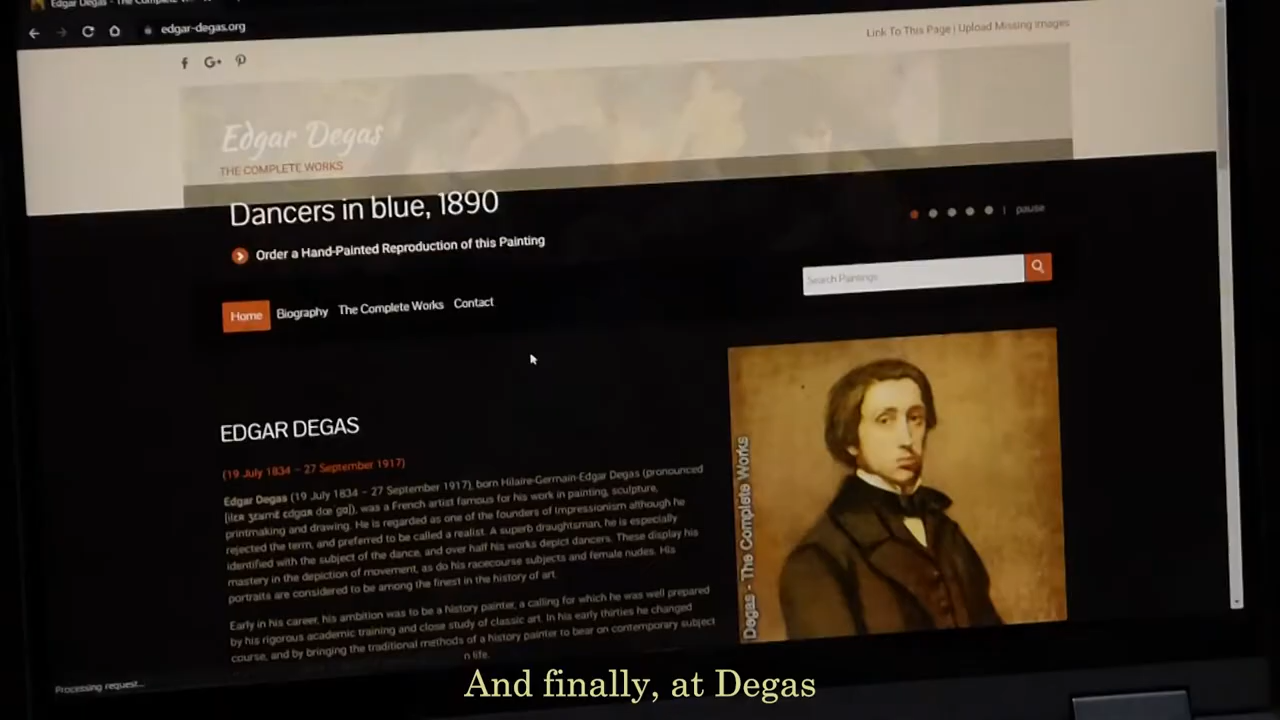 Edgar Degas - The Complete
edgar-degas.org
Link To This Page | Upload Missing Images
f G+
Edgar Degas
THE COMPLETE WORKS
Dancers in blue, 1890
| pause
Order a Hand-Painted Reproduction of this Painting
Search Paintings
Home Biography The Complete Works Contact
EDGAR DEGAS
(19 July 1834 – 27 September 1917)
Edgar Degas (19 July 1834 – 27 September 1917), born Hilaire-Germain-Edgar Degas (pronounced
was a French artist famous for his work in painting, sculpture,
printmaking and drawing. He is regarded as one of the founders of Impressionism although he
rejected the term, and preferred to be called a realist. A superb draughtsman, he is especially
identified with the subject of the dance, and over half his works depict dancers. These display his
mastery in the depiction of movement, as do his racecourse subjects and female nudes. His
portraits are considered to be among the finest in the history of art.
Early in his career, his ambition was to be a history painter, a calling for which he was well prepared
by his rigorous academic training and close study of classic art. In his early thirties he changed
course, and by bringing the traditional methods of a history painter to bear on contemporary subject
n life.
Degas - The Complete Works
Processing request...
And finally, at Degas